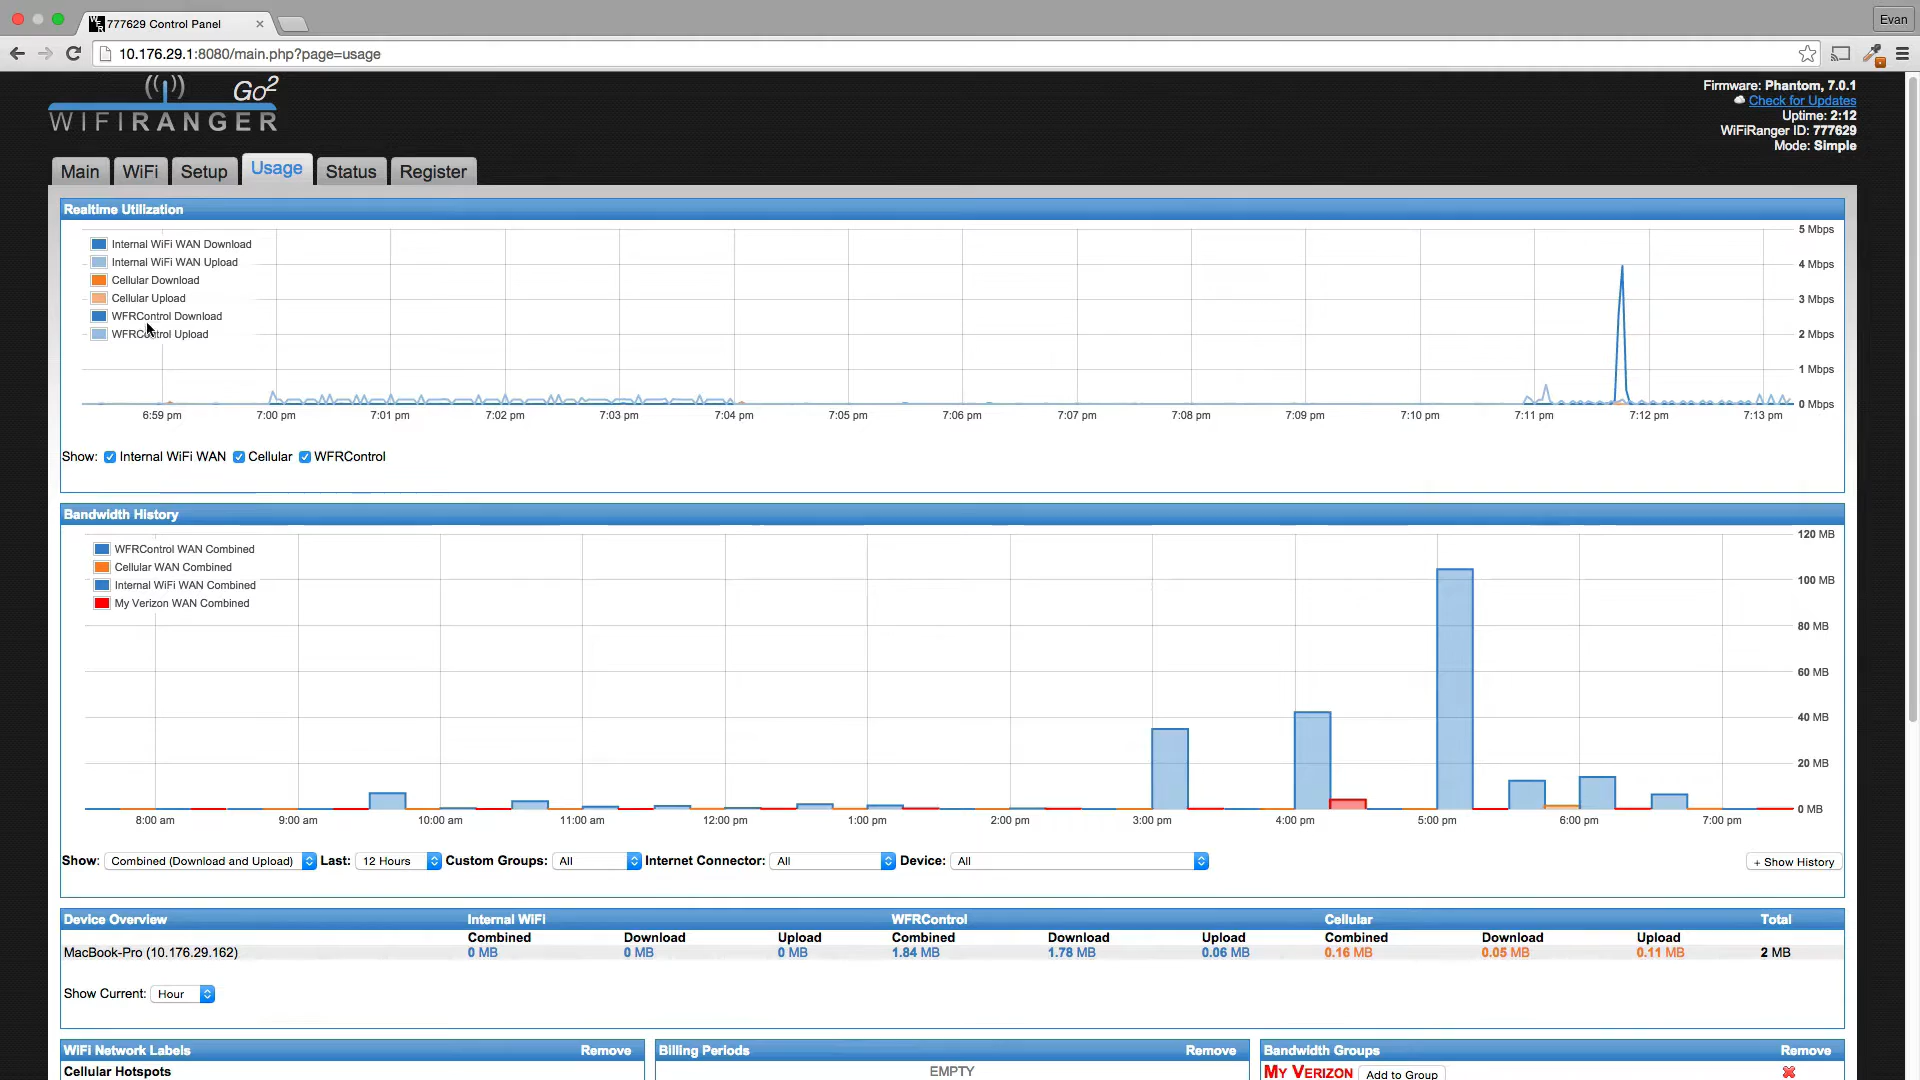 777629 Control Panel
Evan
10.176.29.1:8080/main.php?page=usage
Go2
WIFIRANGER
Firmware: Phantom, 7.0.1
Check for Updates
Uptime: 2:12
WiFiRanger ID: 777629
Mode: Simple
Main WiFi Setup Usage Status Register
Realtime Utilization
Internal WiFi WAN Download
Internal WiFi WAN Upload
Cellular Download
Cellular Upload
WFRControl Download
WFRControl Upload
5 Mbps
4 Mbps
3 Mbps
2 Mbps
1 Mbps
0 Mbps
6:59 pm 7:00 pm 7:01 pm 7:02 pm 7:03 pm 7:04 pm 7:05 pm 7:06 pm 7:07 pm 7:08 pm 7:09 pm 7:10 pm 7:11 pm 7:12 pm 7:13 pm
Show: Internal WiFi WAN Cellular WFRControl
Bandwidth History
WFRControl WAN Combined
Cellular WAN Combined
Internal WiFi WAN Combined
My Verizon WAN Combined
120 MB
100 MB
80 MB
60 MB
40 MB
20 MB
0 MB
8:00 am 9:00 am 10:00 am 11:00 am 12:00 pm 1:00 pm 2:00 pm 3:00 pm 4:00 pm 5:00 pm 6:00 pm 7:00 pm
Show: Combined (Download and Upload) Last: 12 Hours Custom Groups: All Internet Connector: All Device: All + Show History
Device Overview Internal WiFi WFRControl Cellular Total
Combined Download Upload Combined Download Upload Combined Download Upload
MacBook-Pro (10.176.29.162) 0 MB 0 MB 0 MB 1.84 MB 1.78 MB 0.06 MB 0.16 MB 0.05 MB 0.11 MB 2 MB
Show Current: Hour
WiFi Network Labels Remove Billing Periods Remove Bandwidth Groups Remove
Cellular Hotspots EMPTY MY VERIZON Add to Group